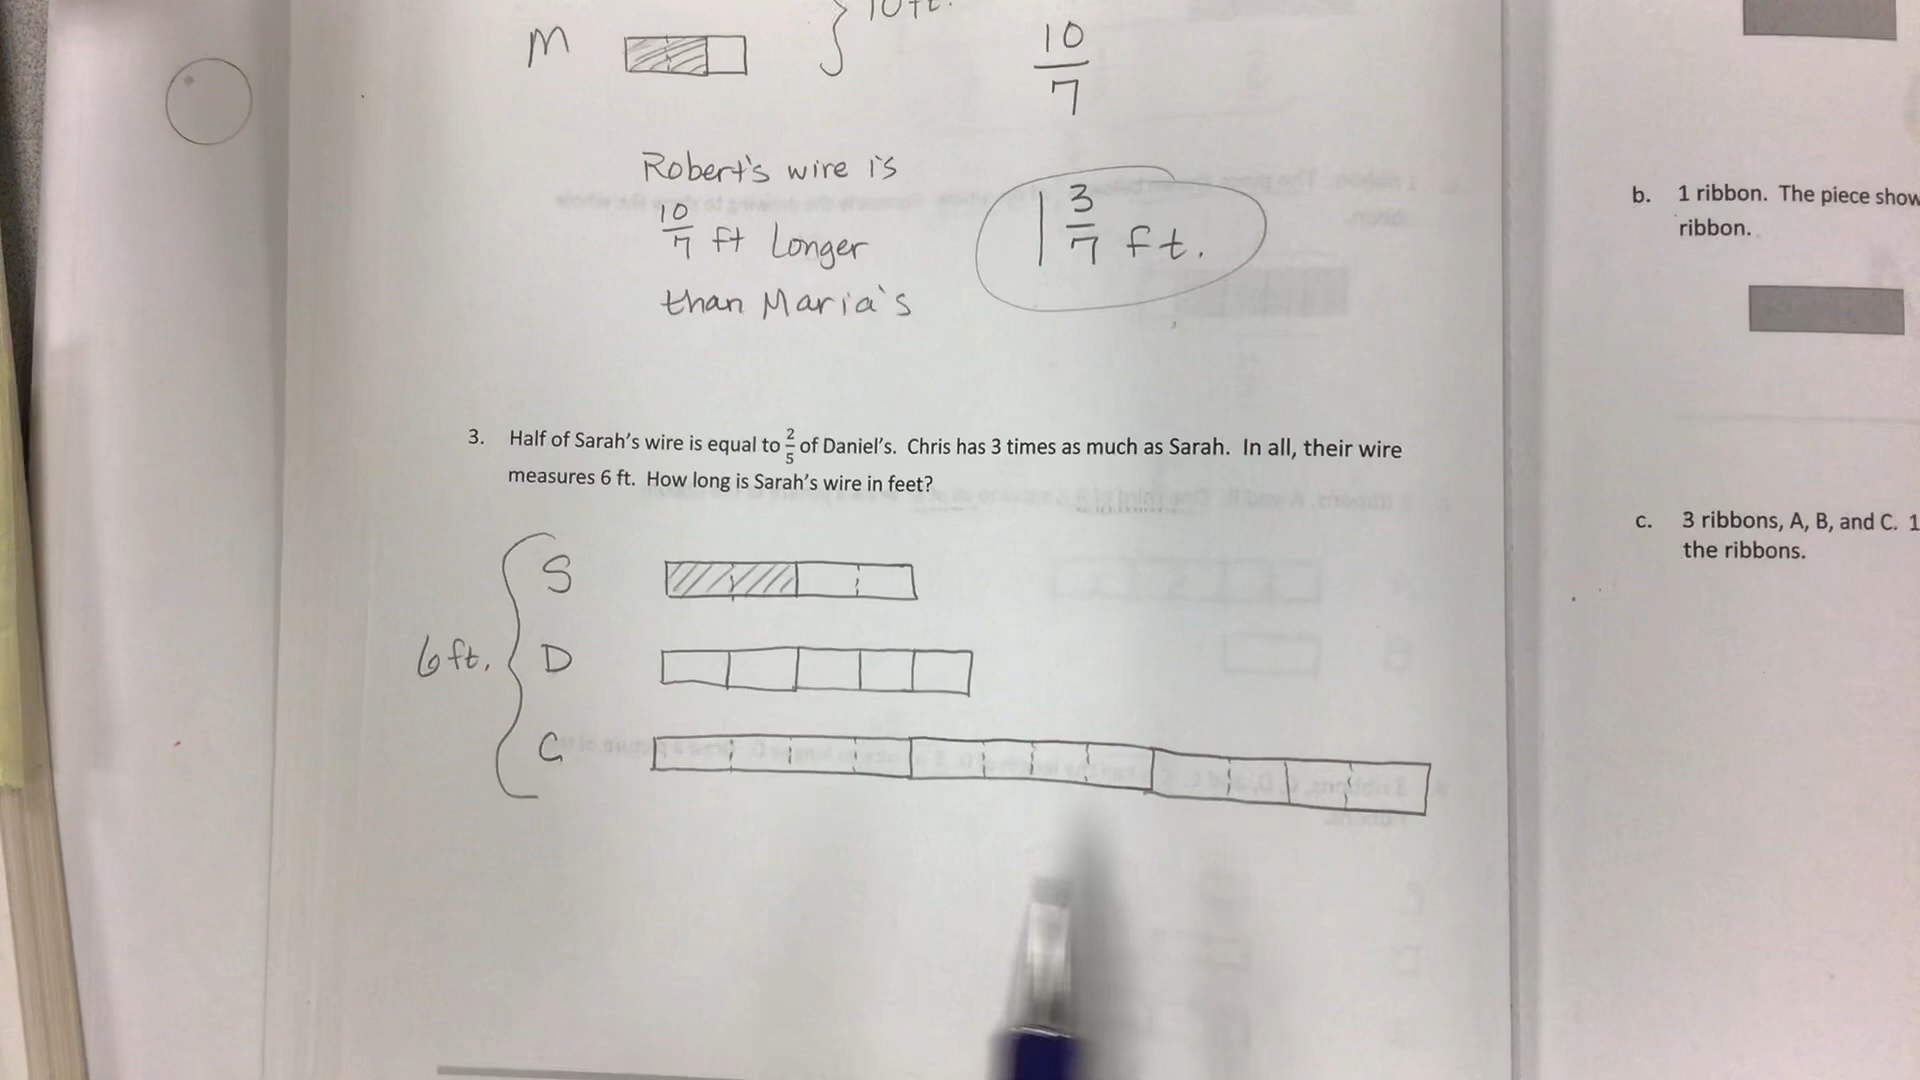 10 ft.
M
10
7
Robert's wire is
10/7 ft Longer
than Maria's
1 3/7 ft.
3. Half of Sarah's wire is equal to 2/5 of Daniel's. Chris has 3 times as much as Sarah. In all, their wire
measures 6 ft. How long is Sarah's wire in feet?
S
6ft.
D
C
b. 1 ribbon. The piece show
ribbon.
c. 3 ribbons, A, B, and C. 1
the ribbons.